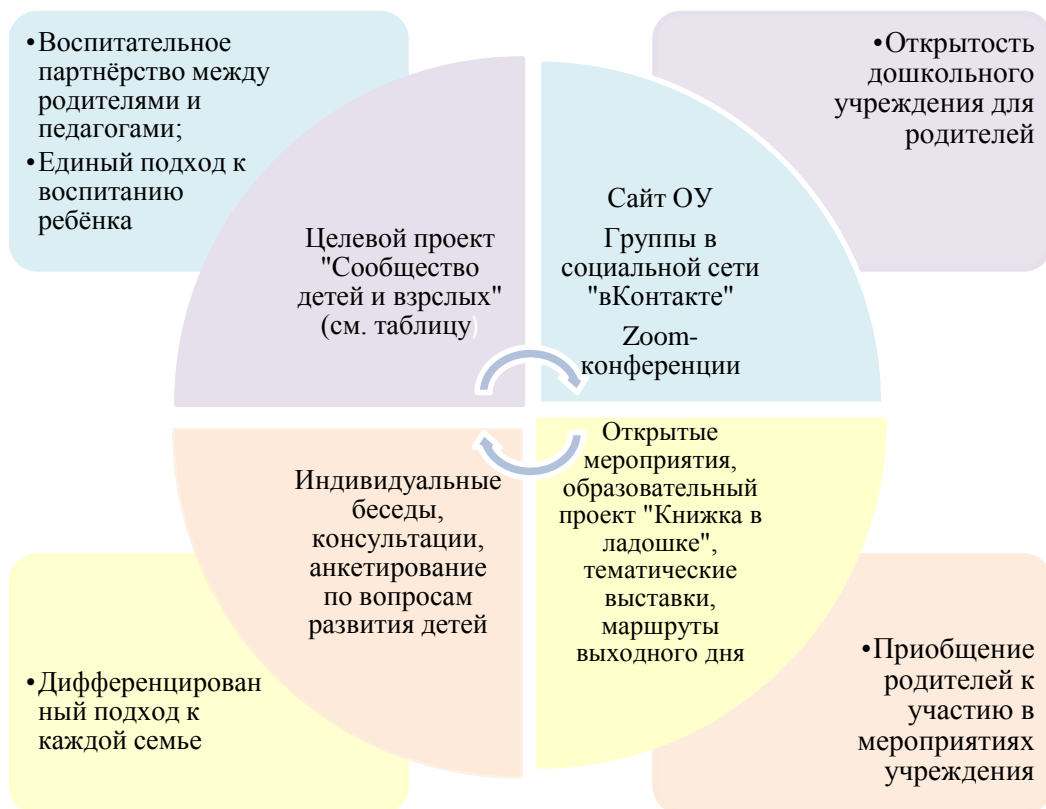 •Воспитательное
партнёрство между
родителями и
педагогами;
•Единый подход к
воспитанию
ребёнка
•Открытость
дошкольного
учреждения для
родителей
Целевой проект
"Сообщество
детей и взрслых"
(см. таблицу)
Сайт ОУ
Группы в
социальной сети
"вКонтакте"
Zoom-
конференции
Индивидуальные
беседы,
консультации,
анкетирование
по вопросам
развития детей
Открытые
мероприятия,
образовательный
проект "Книжка в
ладошке",
тематические
выставки,
маршруты
выходного дня
•Дифференцирован
ный подход к
каждой семье
•Приобщение
родителей к
участию в
мероприятиях
учреждения